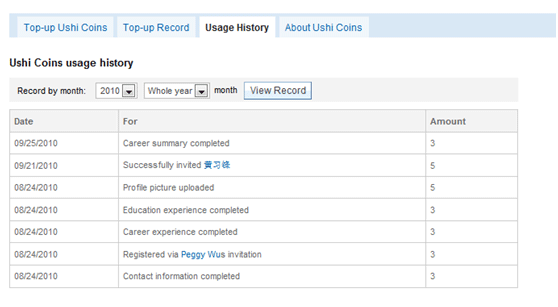 Top-up Ushi Coins Top-up Record Usage History About Ushi Coins
Ushi Coins usage history
Record by month: 2010 Whole year month View Record
Date For Amount
09/25/2010 Career summary completed 3
09/21/2010 Successfully invited 黄习峰 5
08/24/2010 Profile picture uploaded 5
08/24/2010 Education experience completed 3
08/24/2010 Career experience completed 3
08/24/2010 Registered via Peggy Wus invitation 3
08/24/2010 Contact information completed 3